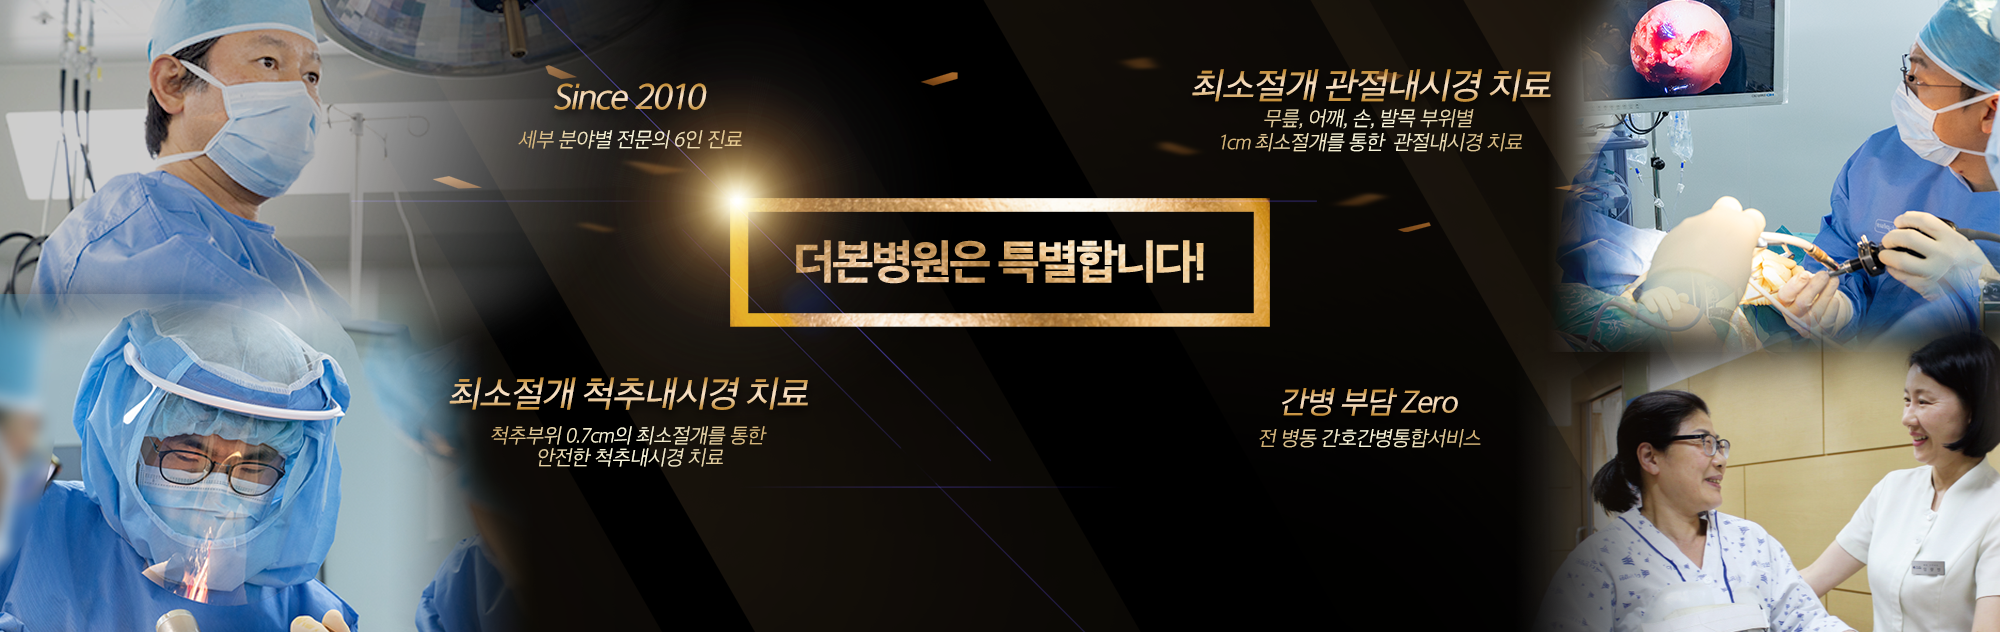 Since 2010
세부 분야별 전문의 6인 진료
최소절개 관절내시경 치료
무릎, 어깨, 손, 발목 부위별
1cm 최소절개를 통한 관절내시경 치료
더본병원은 특별합니다!
최소절개 척추내시경 치료
척추부위 0.7cm의 최소절개를 통한
안전한 척추내시경 치료
간병 부담 Zero
전 병동 간호간병통합서비스